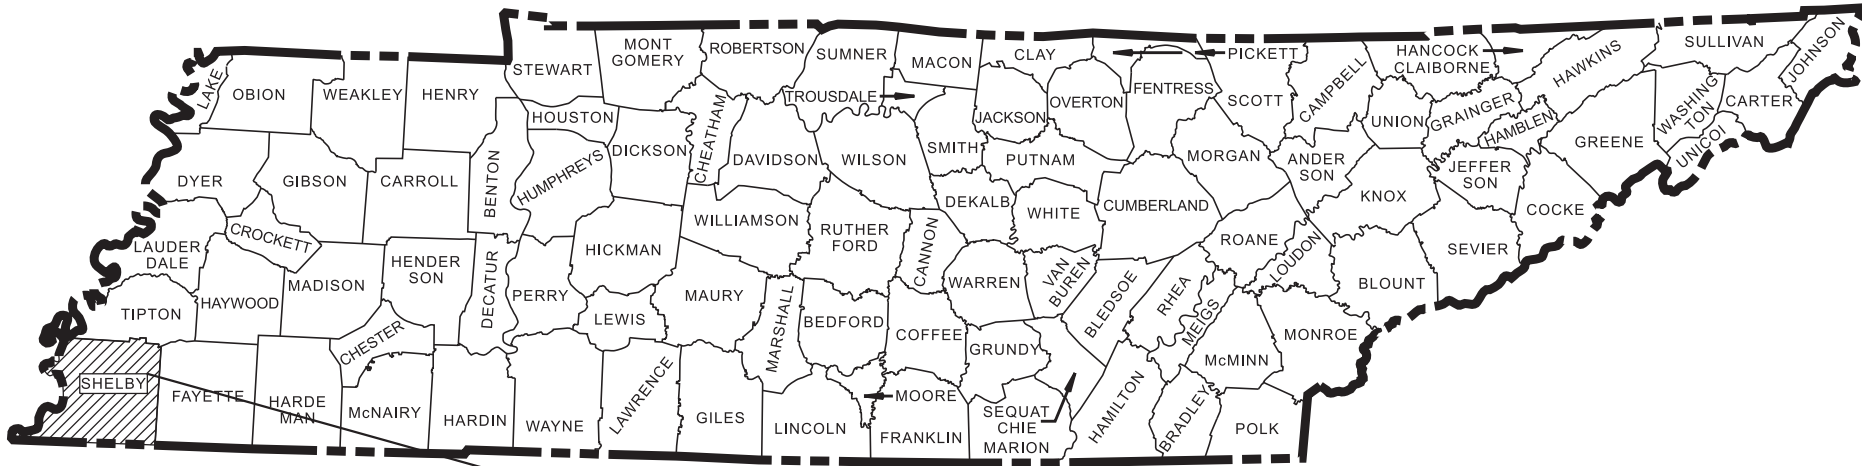 LAKE
OBION
WEAKLEY
HENRY
STEWART
MONT
GOMERY
ROBERTSON
SUMNER
MACON
CLAY
PICKETT
HANCOCK
CLAIBORNE
HAWKINS
SULLIVAN
JOHNSON
TROUSDALE
HOUSTON
DICKSON
CHEATHAM
DAVIDSON
WILSON
SMITH
JACKSON
OVERTON
FENTRESS
SCOTT
CAMPBELL
UNION
GRAINGER
HAMBLEN
GREENE
WASHING
TON
UNICOI
CARTER
DYER
GIBSON
CARROLL
BENTON
HUMPHREYS
PUTNAM
MORGAN
ANDER
SON
KNOX
JEFFER
SON
COCKE
LAUDER
DALE
CROCKETT
MADISON
HENDER
SON
DECATUR
PERRY
HICKMAN
WILLIAMSON
RUTHER
FORD
CANNON
DEKALB
WHITE
CUMBERLAND
ROANE
LOUDON
BLOUNT
SEVIER
TIPTON
HAYWOOD
CHESTER
LEWIS
MAURY
MARSHALL
BEDFORD
COFFEE
WARREN
VAN
BUREN
BLEDSOE
RHEA
MEIGS
McMINN
MONROE
SHELBY
FAYETTE
HARDE
MAN
McNAIRY
HARDIN
WAYNE
LAWRENCE
GILES
LINCOLN
MOORE
FRANKLIN
GRUNDY
SEQUAT
CHIE
MARION
HAMILTON
BRADLEY
POLK